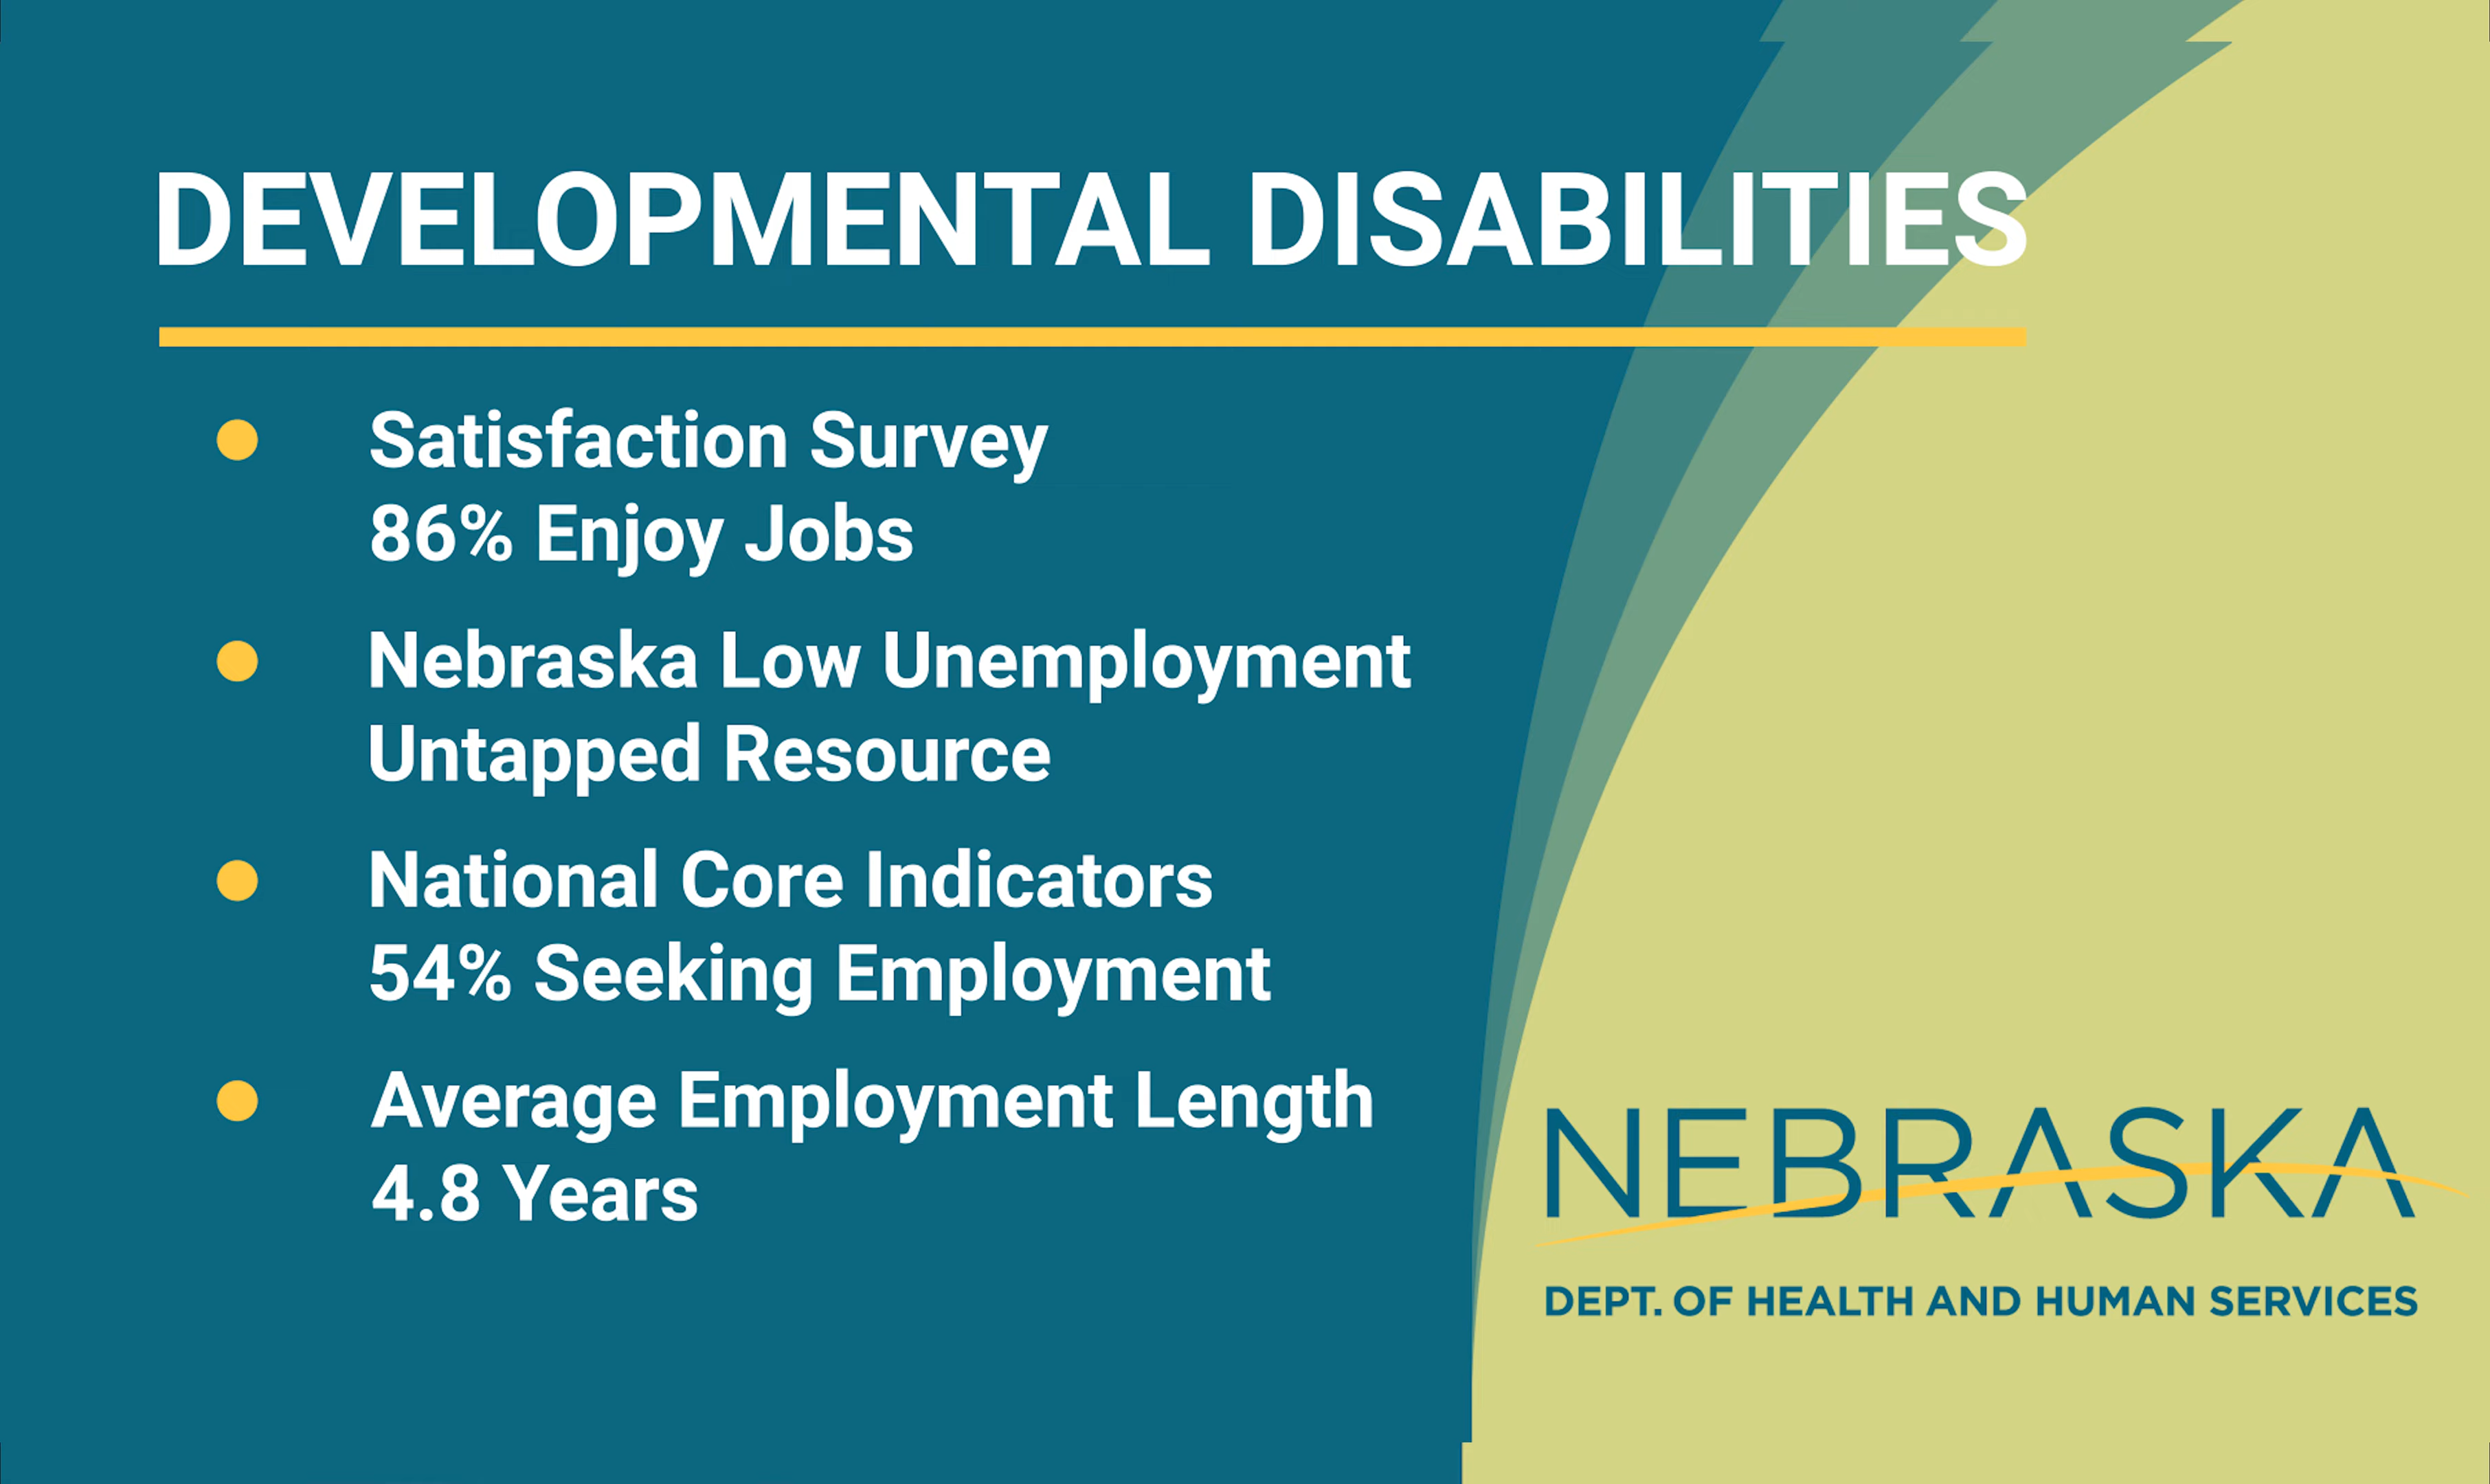 DEVELOPMENTAL DISABILITIES
Satisfaction Survey
86% Enjoy Jobs
Nebraska Low Unemployment
Untapped Resource
National Core Indicators
54% Seeking Employment
Average Employment Length
4.8 Years
NEBRASKA
DEPT. OF HEALTH AND HUMAN SERVICES